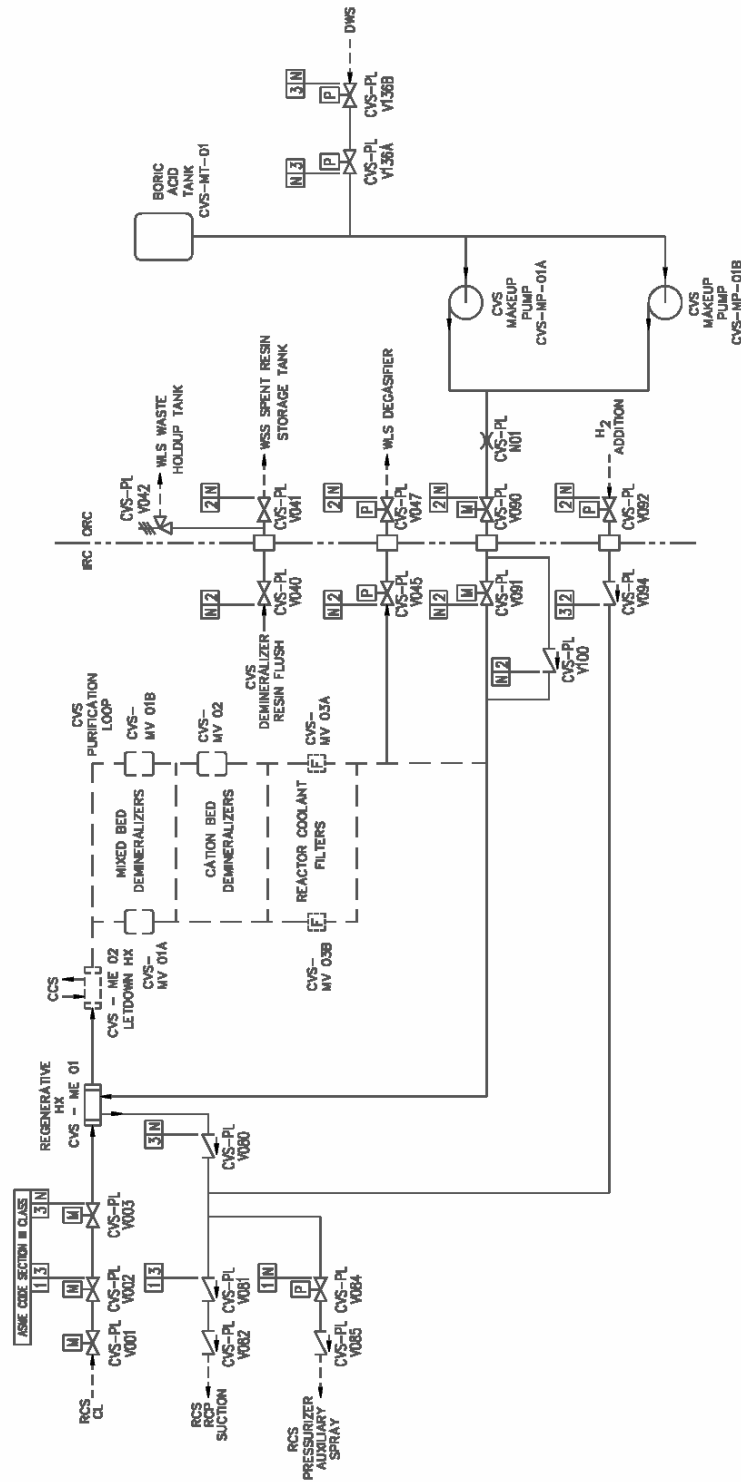 ASME CODE SECTION III CLASS
1 3
3 N
M
M
M
RCS
CL
CVS-PL
V001
CVS-PL
V002
CVS-PL
V003
REGENERATIVE
HX
CVS - ME 01
CCS
CVS - ME 02
LETDOWN HX
CVS
PURIFICATION
LOOP
CVS-
MV 01A
MIXED BED
DEMINERALIZERS
CVS-
MV 01B
CATION BED
DEMINERALIZERS
CVS-
MV 02
F
CVS-
MV 03B
REACTOR COOLANT
FILTERS
F
CVS-
MV 03A
1 3
3 N
RCS
RCP
SUCTION
CVS-PL
V082
CVS-PL
V081
CVS-PL
V080
1 N
P
RCS
PRESSURIZER
AUXILIARY
SPRAY
CVS-PL
V085
CVS-PL
V084
IRC
ORC
CVS-PL
V042
WLS WASTE
HOLDUP TANK
CVS
DEMINERALIZER
RESIN FLUSH
N 2
CVS-PL
V040
2 N
CVS-PL
V041
WSS SPENT RESIN
STORAGE TANK
N 2
P
CVS-PL
V045
2 N
P
CVS-PL
V047
WLS DEGASIFIER
N 2
M
CVS-PL
V091
2 N
M
CVS-PL
V090
CVS-PL
N01
N 2
CVS-PL
V100
3 2
CVS-PL
V094
2 N
P
CVS-PL
V092
H2
ADDITION
BORIC
ACID
TANK
CVS-MT-01
N 3
P
CVS-PL
V136A
3 N
P
CVS-PL
V136B
DWS
CVS
MAKEUP
PUMP
CVS-MP-01A
CVS
MAKEUP
PUMP
CVS-MP-01B